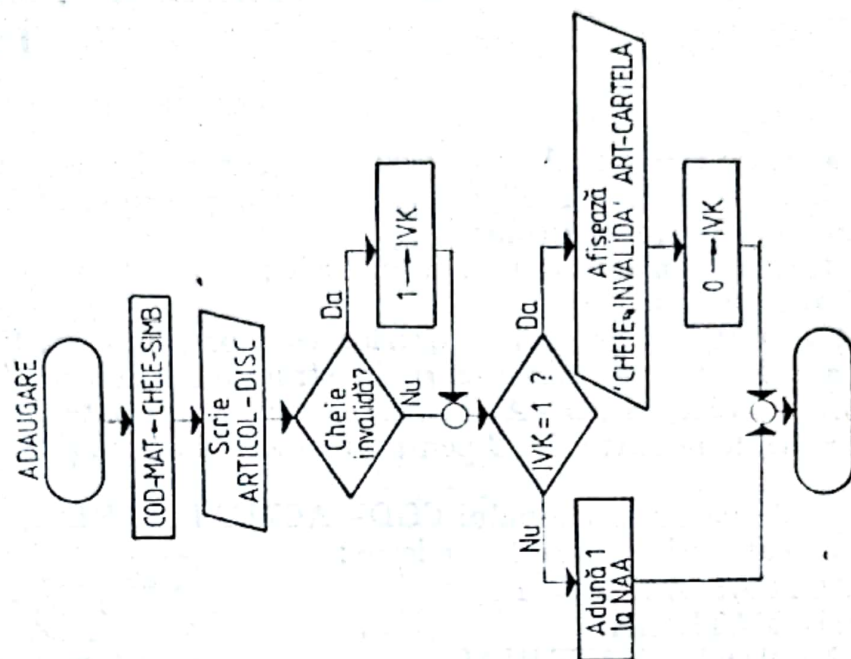 ADAUGARE
COD-MAT←CHEIE-SIMB
Scrie
ARTICOL-DISC
Cheie
invalidă?
Da
Nu
1→IVK
IVK=1 ?
Da
Nu
Afisează
'CHEIE INVALIDA' ART-CARTELA
0→IVK
Adună 1
la NAA